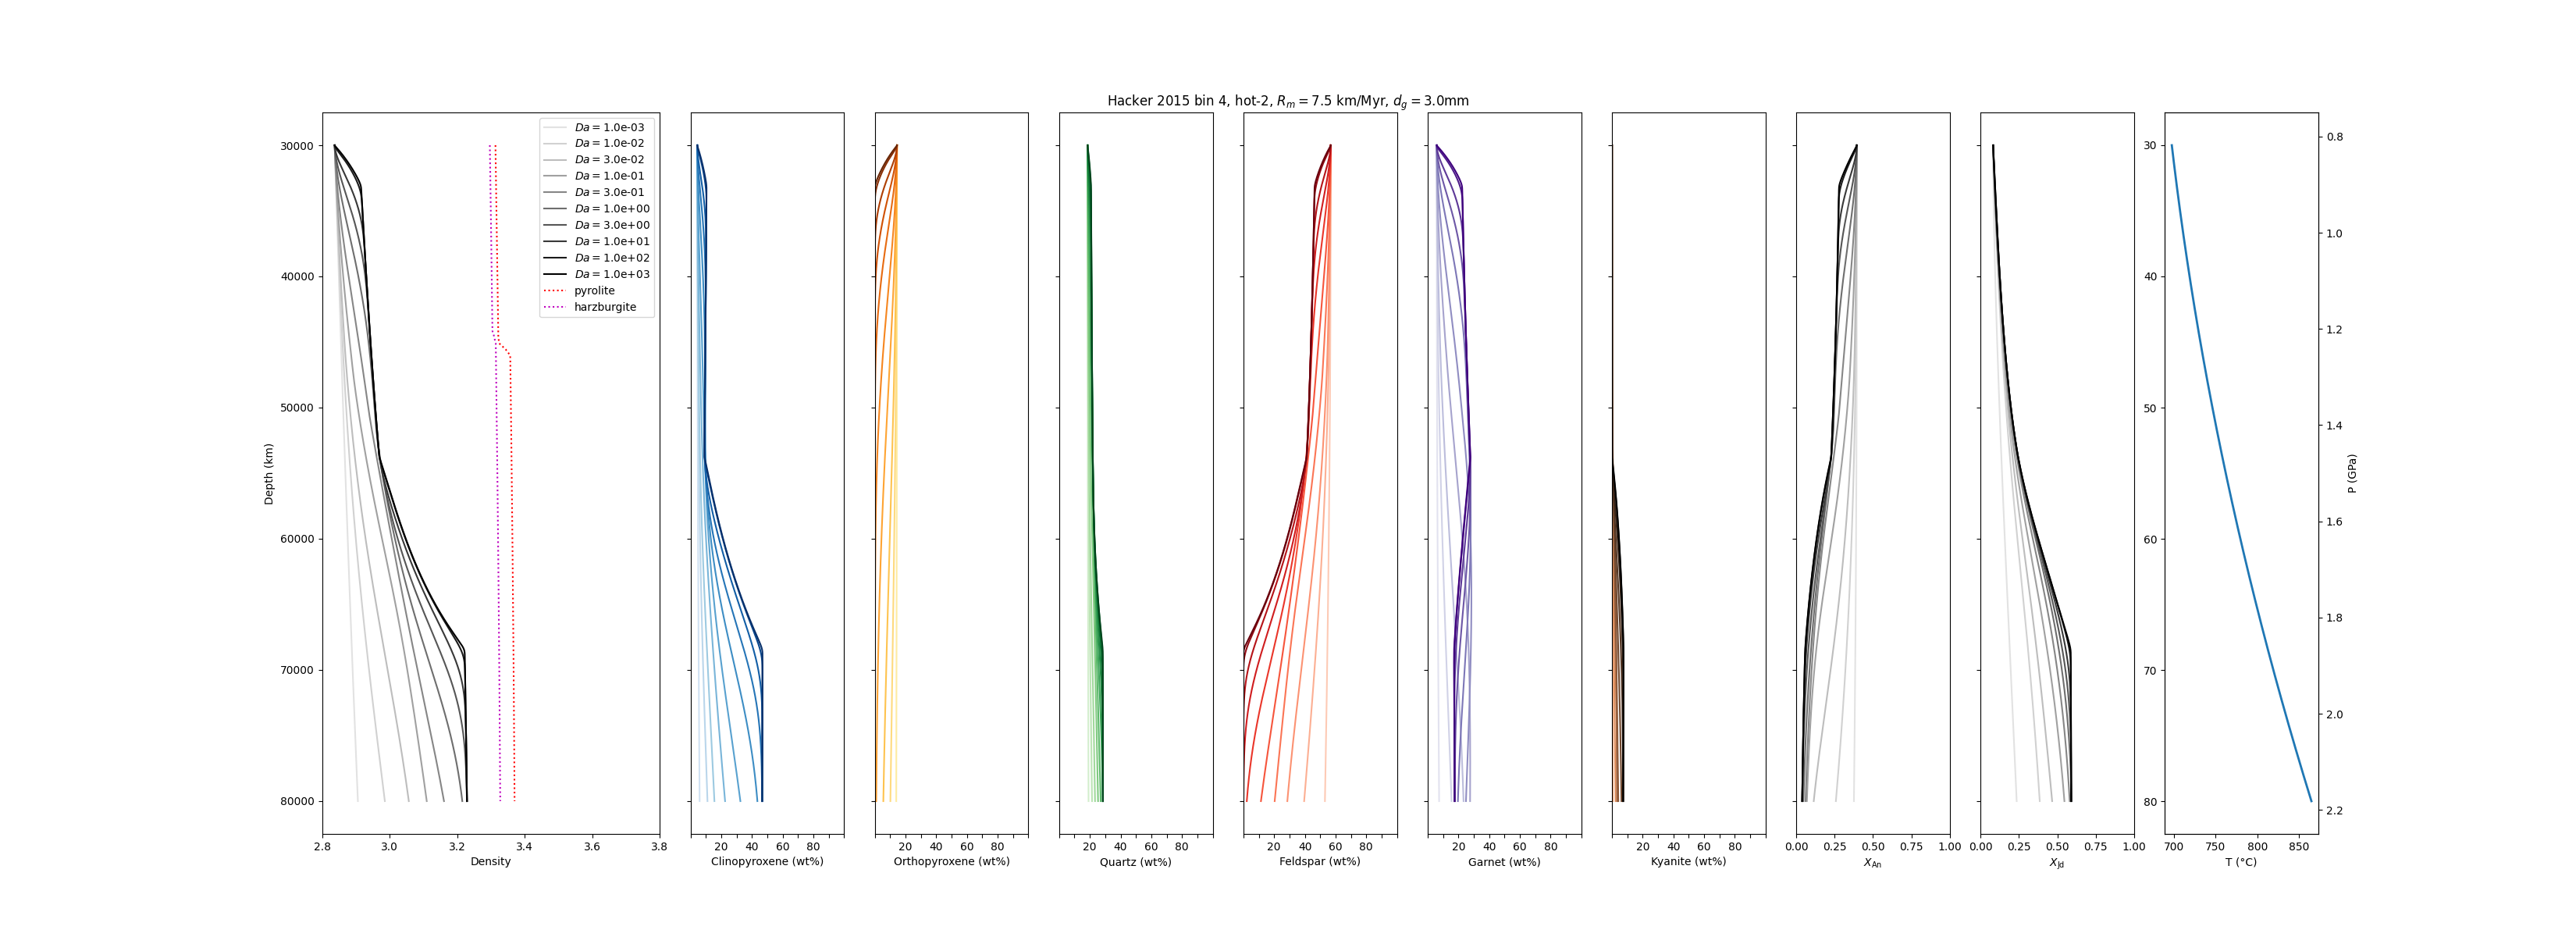 Hacker 2015 bin 4, hot-2, R_m = 7.5 km/Myr, d_g = 3.0mm
Da = 1.0e-03
Da = 1.0e-02
Da = 3.0e-02
Da = 1.0e-01
Da = 3.0e-01
Da = 1.0e+00
Da = 3.0e+00
Da = 1.0e+01
Da = 1.0e+02
Da = 1.0e+03
pyrolite
harzburgite
Depth (km)
30000
40000
50000
60000
70000
80000
2.8 3.0 3.2 3.4 3.6 3.8
Density
20 40 60 80
Clinopyroxene (wt%)
20 40 60 80
Orthopyroxene (wt%)
20 40 60 80
Quartz (wt%)
20 40 60 80
Feldspar (wt%)
20 40 60 80
Garnet (wt%)
20 40 60 80
Kyanite (wt%)
0.00 0.25 0.50 0.75 1.00
X_An
0.00 0.25 0.50 0.75 1.00
X_Jd
30
40
50
60
70
80
700 750 800 850
T (°C)
0.8
1.0
1.2
1.4
1.6
1.8
2.0
2.2
P (GPa)